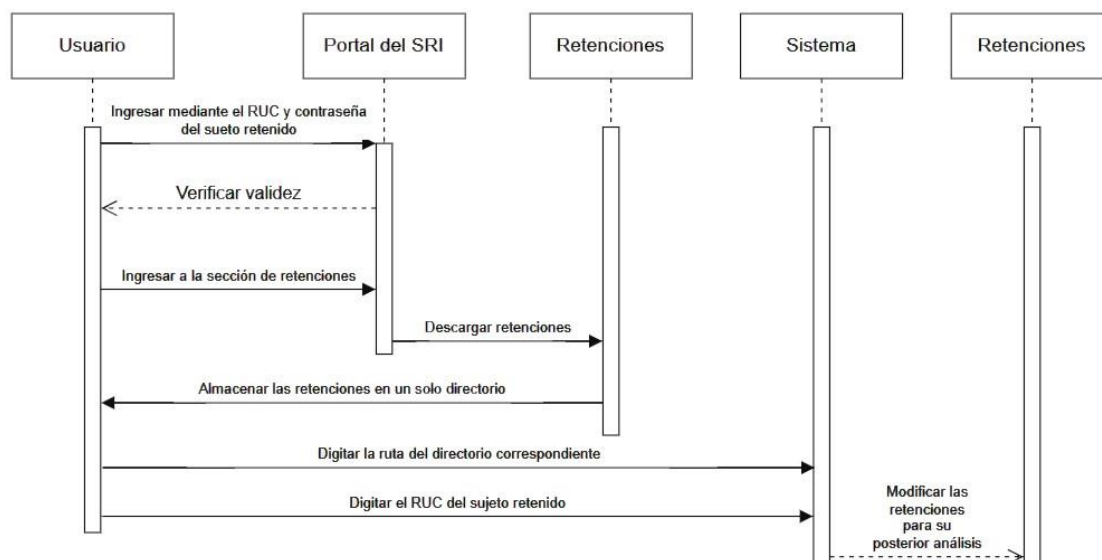 Usuario
Portal del SRI
Retenciones
Sistema
Retenciones
Ingresar mediante el RUC y contraseña
del sueto retenido
Verificar validez
Ingresar a la sección de retenciones
Descargar retenciones
Almacenar las retenciones en un solo directorio
Digitar la ruta del directorio correspondiente
Digitar el RUC del sujeto retenido
Modificar las
retenciones
para su
posterior análisis